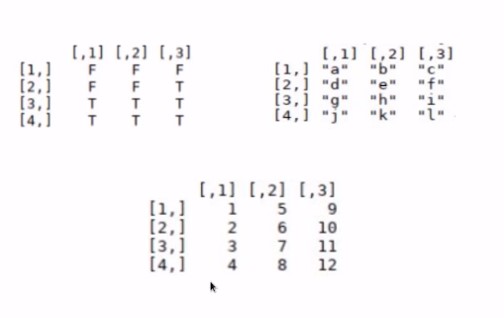 [,1] [,2] [,3]
[1,] F F F
[2,] F F T
[3,] T T T
[4,] T T T
[,1] [,2] [,3]
[1,] "a" "b" "c"
[2,] "d" "e" "f"
[3,] "g" "h" "i"
[4,] "j" "k" "l"
[,1] [,2] [,3]
[1,] 1 5 9
[2,] 2 6 10
[3,] 3 7 11
[4,] 4 8 12